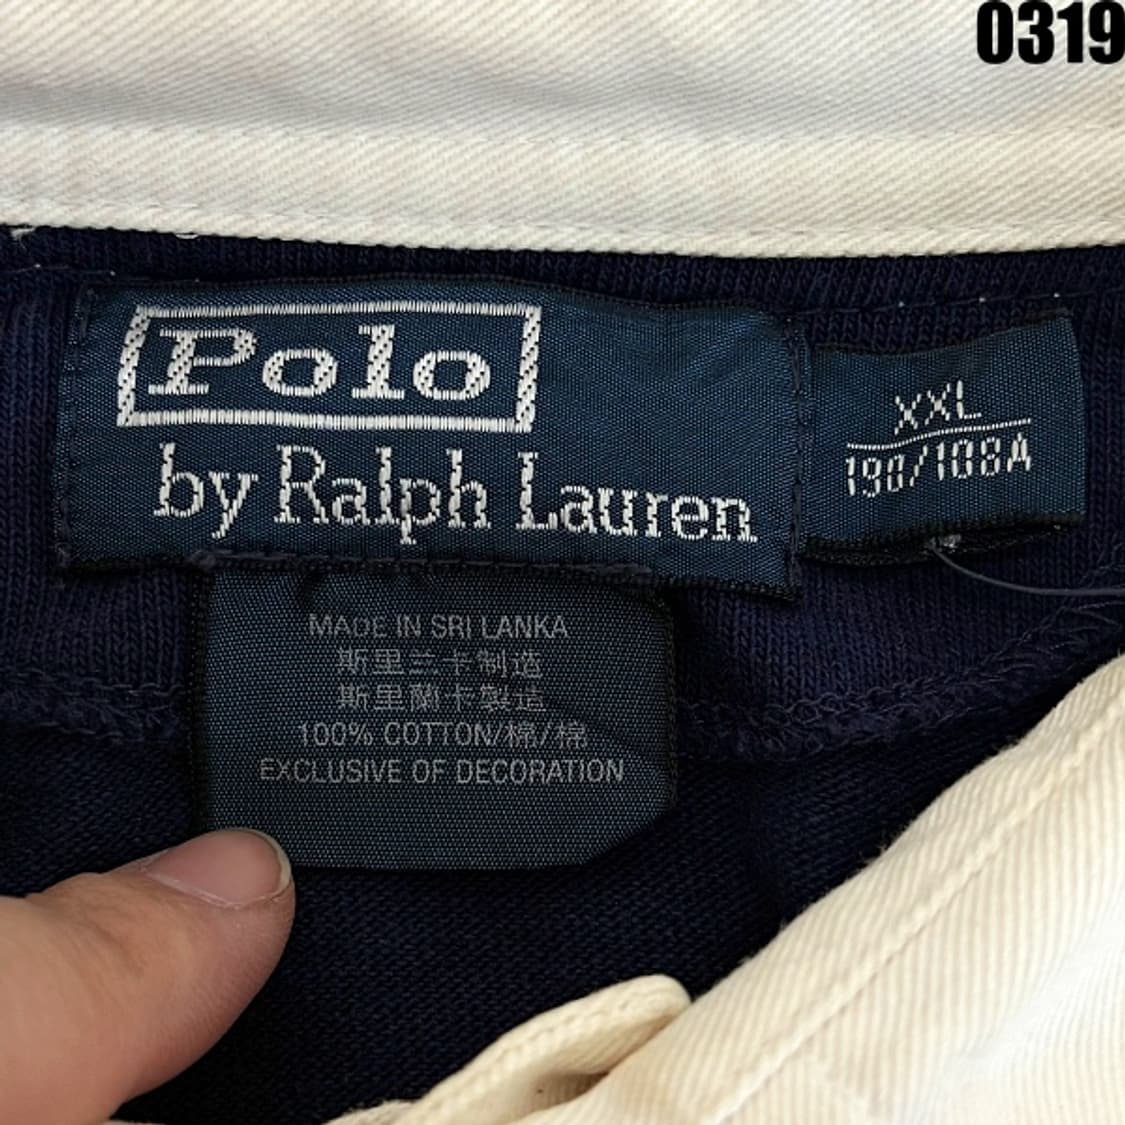 0319
Polo
by Ralph Lauren
XXL
190/108A
MADE IN SRI LANKA
斯里兰卡制造
斯里蘭卡製造
100% COTTON/棉/棉
EXCLUSIVE OF DECORATION